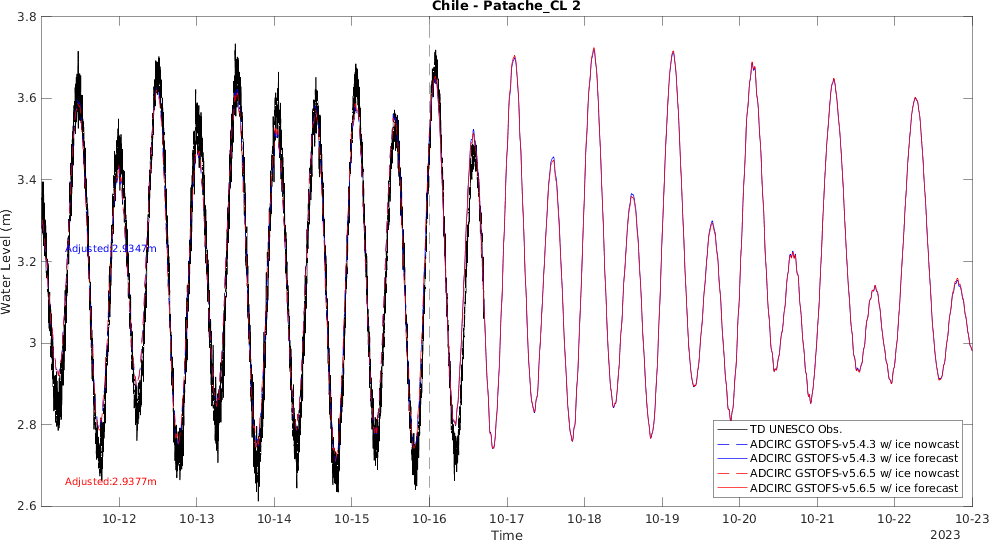 Chile - Patache_CL 2
Water Level (m)
3.8
3.6
3.4
3.2
3
2.8
2.6
Adjusted:2.9347m
Adjusted:2.9377m
TD UNESCO Obs.
ADCIRC GSTOFS-v5.4.3 w/ ice nowcast
ADCIRC GSTOFS-v5.4.3 w/ ice forecast
ADCIRC GSTOFS-v5.6.5 w/ ice nowcast
ADCIRC GSTOFS-v5.6.5 w/ ice forecast
10-12 10-13 10-14 10-15 10-16 10-17 10-18 10-19 10-20 10-21 10-22 10-23
Time
2023